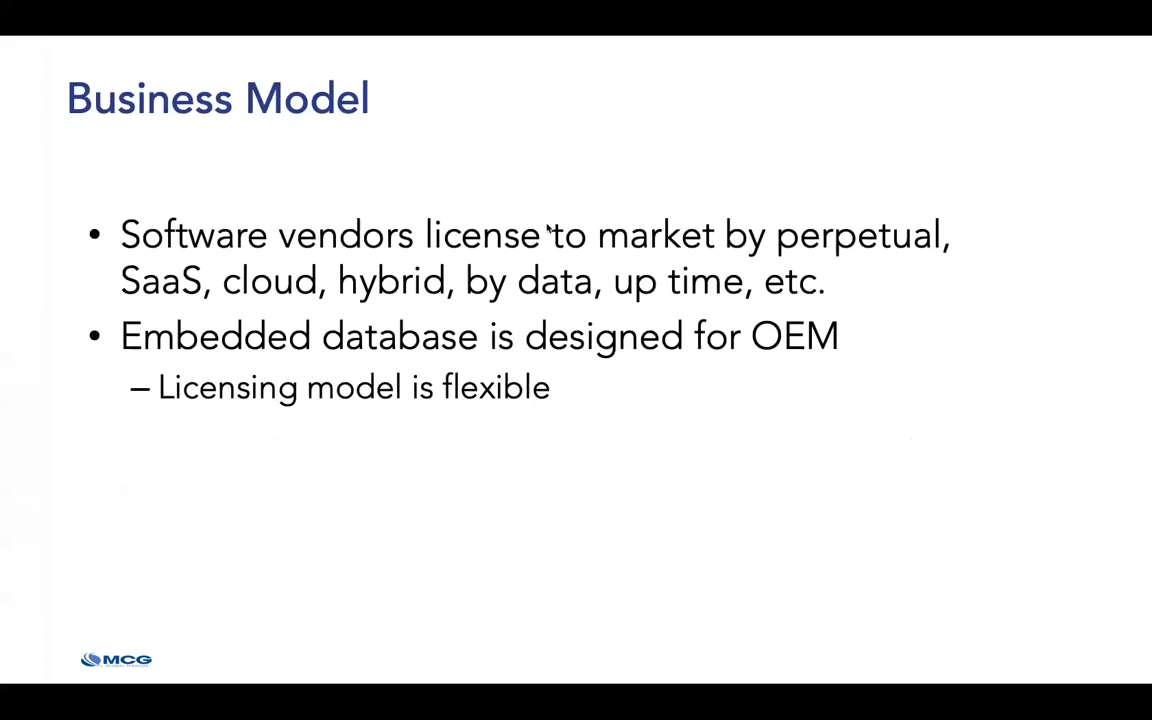 Business Model
• Software vendors license to market by perpetual,
SaaS, cloud, hybrid, by data, up time, etc.
• Embedded database is designed for OEM
– Licensing model is flexible
MCG